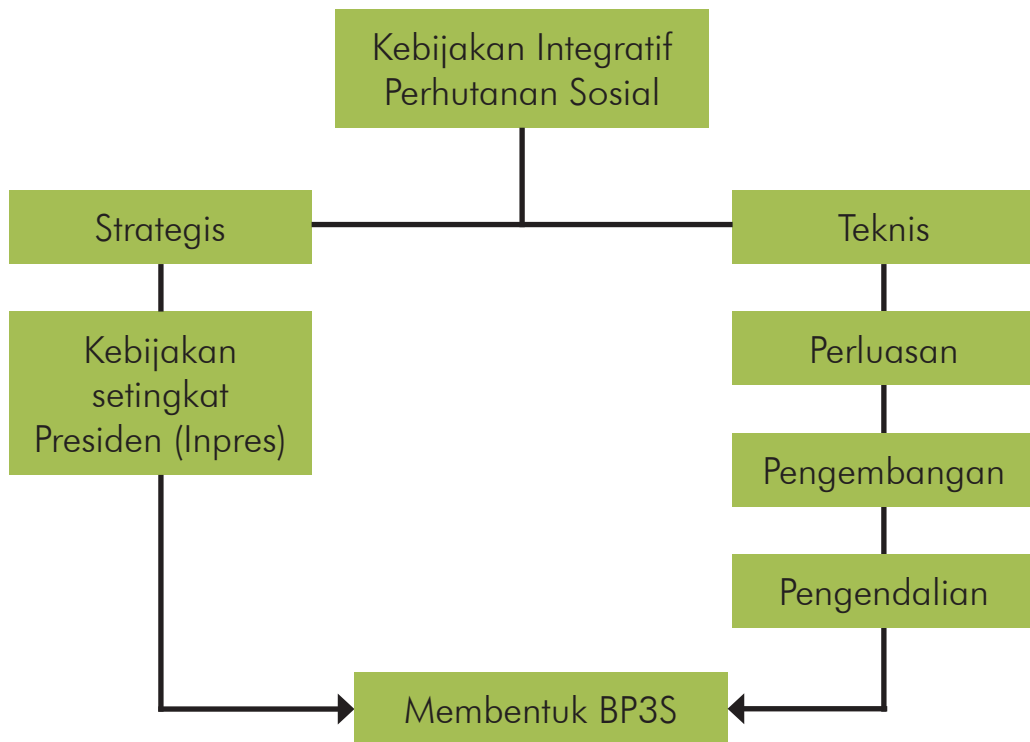 Kebijakan Integratif
Perhutanan Sosial
Strategis
Teknis
Kebijakan
setingkat
Presiden (Inpres)
Perluasan
Pengembangan
Pengendalian
Membentuk BP3S